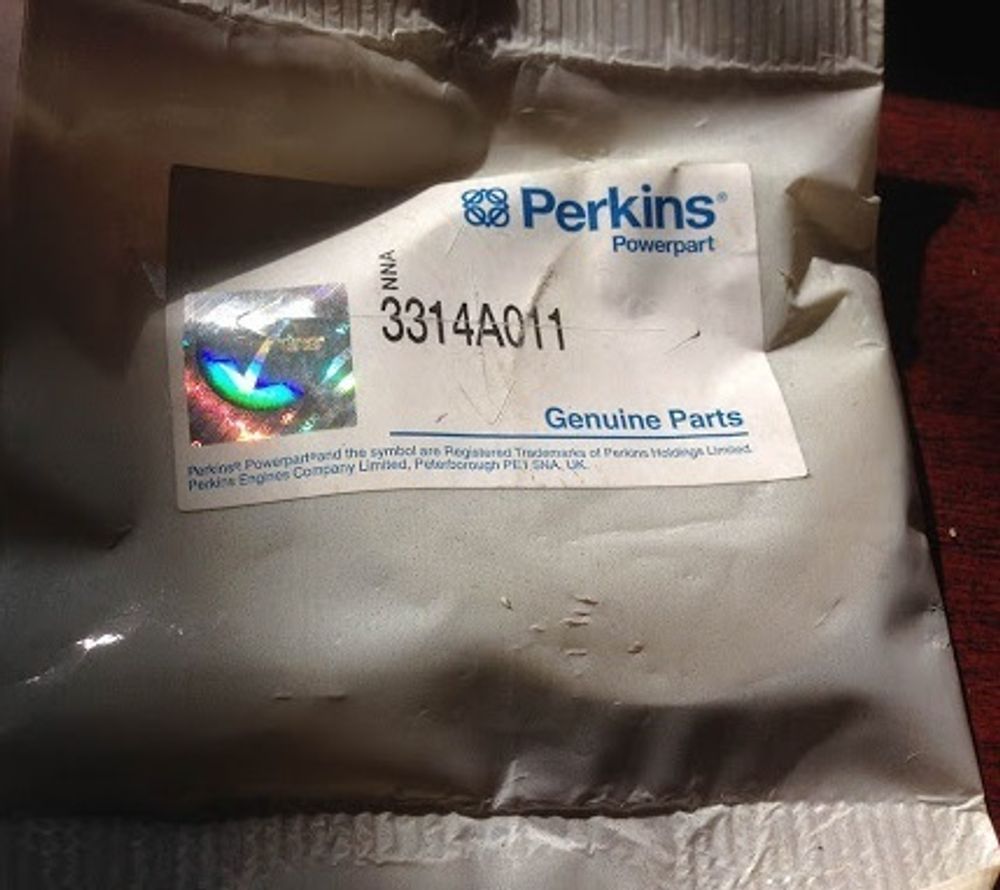 Perkins®
Powerpart
NNA
3314A011
Genuine Parts
Perkins® Powerpart® and the symbol are Registered Trademarks of Perkins Holdings Limited.
Perkins Engines Company Limited, Peterborough PE1 5NA, UK.